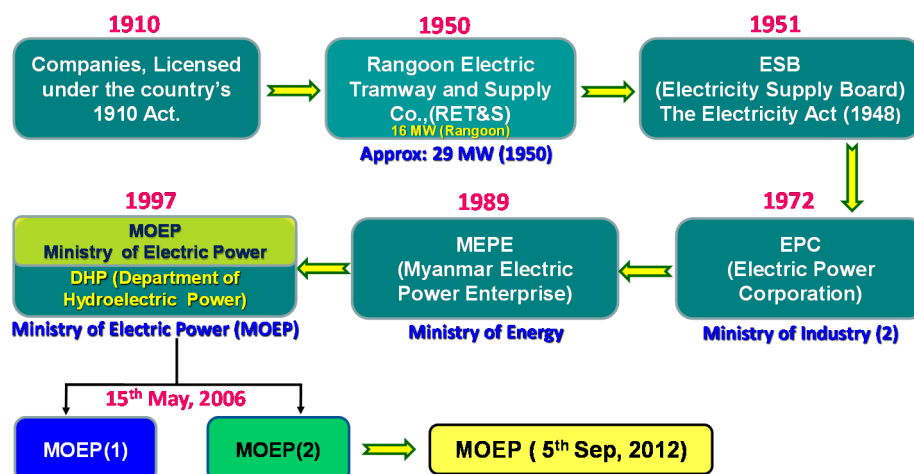 1910
Companies, Licensed
under the country's
1910 Act.
1950
Rangoon Electric
Tramway and Supply
Co.,(RET&S)
16 MW (Rangoon)
Approx: 29 MW (1950)
1951
ESB
(Electricity Supply Board)
The Electricity Act (1948)
1997
MOEP
Ministry of Electric Power
DHP (Department of
Hydroelectric Power)
Ministry of Electric Power (MOEP)
1989
MEPE
(Myanmar Electric
Power Enterprise)
Ministry of Energy
1972
EPC
(Electric Power
Corporation)
Ministry of Industry (2)
15th May, 2006
MOEP(1)
MOEP(2)
MOEP ( 5th Sep, 2012)